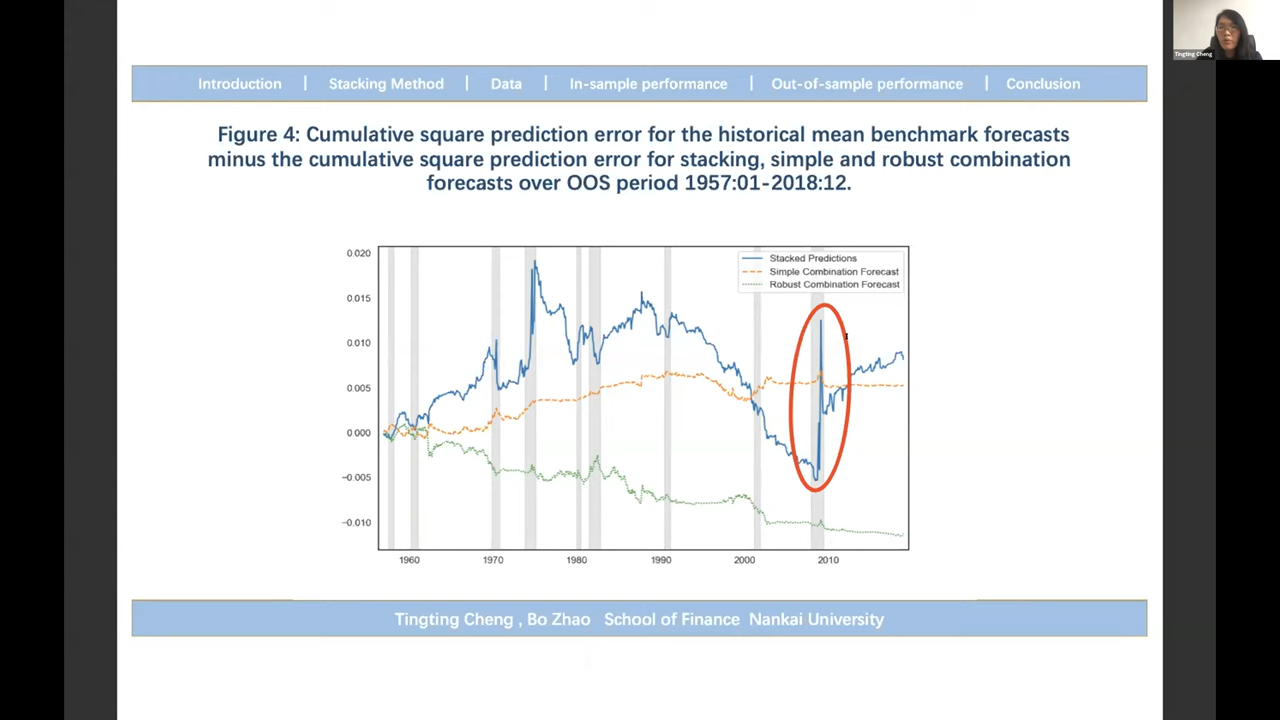 Tingting Cheng
Introduction | Stacking Method | Data | In-sample performance | Out-of-sample performance | Conclusion
Figure 4: Cumulative square prediction error for the historical mean benchmark forecasts
minus the cumulative square prediction error for stacking, simple and robust combination
forecasts over OOS period 1957:01-2018:12.
Stacked Predictions
Simple Combination Forecast
Robust Combination Forecast
0.020
0.015
0.010
0.005
0.000
−0.005
−0.010
1960 1970 1980 1990 2000 2010
Tingting Cheng , Bo Zhao School of Finance Nankai University